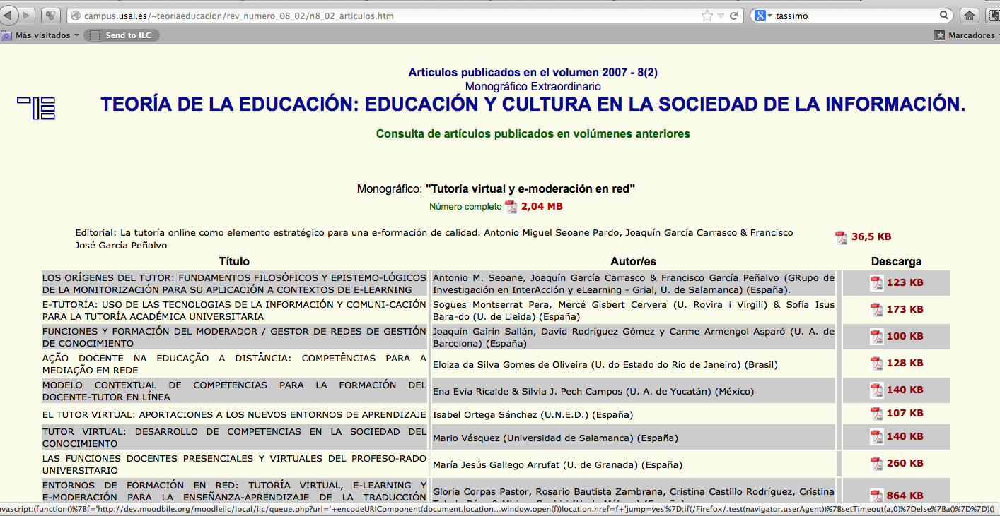 campus.usal.es/~teoriaeducacion/rev_numero_08_02/n8_02_articulos.htm
tassimo
Más visitados
Send to ILC
Marcadores
Artículos publicados en el volumen 2007 - 8(2)
Monográfico Extraordinario
TEORÍA DE LA EDUCACIÓN: EDUCACIÓN Y CULTURA EN LA SOCIEDAD DE LA INFORMACIÓN.
Consulta de artículos publicados en volúmenes anteriores
Monográfico: "Tutoría virtual y e-moderación en red"
Número completo 2,04 MB
Editorial: La tutoría online como elemento estratégico para una e-formación de calidad. Antonio Miguel Seoane Pardo, Joaquín García Carrasco & Francisco
José García Peñalvo
36,5 KB
Título
Autor/es
Descarga
LOS ORÍGENES DEL TUTOR: FUNDAMENTOS FILOSÓFICOS Y EPISTEMO-LÓGICOS
DE LA MONITORIZACIÓN PARA SU APLICACIÓN A CONTEXTOS DE E-LEARNING
Antonio M. Seoane, Joaquín García Carrasco & Francisco García Peñalvo (GRupo de
Investigación en InterAcción y eLearning - Grial, U. de Salamanca) (España).
123 KB
E-TUTORÍA: USO DE LAS TECNOLOGIAS DE LA INFORMACIÓN Y COMUNI-CACIÓN
PARA LA TUTORÍA ACADÉMICA UNIVERSITARIA
Sogues Montserrat Pera, Mercé Gisbert Cervera (U. Rovira i Virgili) & Sofía Isus
Bara-do (U. de Lleida) (España)
173 KB
FUNCIONES Y FORMACIÓN DEL MODERADOR / GESTOR DE REDES DE GESTIÓN
DE CONOCIMIENTO
Joaquín Gairín Sallán, David Rodríguez Gómez y Carme Armengol Asparó (U. A. de
Barcelona) (España)
100 KB
AÇÃO DOCENTE NA EDUCAÇÃO A DISTÂNCIA: COMPETÊNCIAS PARA A
MEDIAÇÃO EM REDE
Eloiza da Silva Gomes de Oliveira (U. do Estado do Rio de Janeiro) (Brasil)
128 KB
MODELO CONTEXTUAL DE COMPETENCIAS PARA LA FORMACIÓN DEL
DOCENTE-TUTOR EN LÍNEA
Ena Evia Ricalde & Silvia J. Pech Campos (U. A. de Yucatán) (México)
140 KB
EL TUTOR VIRTUAL: APORTACIONES A LOS NUEVOS ENTORNOS DE APRENDIZAJE
Isabel Ortega Sánchez (U.N.E.D.) (España)
107 KB
TUTOR VIRTUAL: DESARROLLO DE COMPETENCIAS EN LA SOCIEDAD DEL
CONOCIMIENTO
Mario Vásquez (Universidad de Salamanca) (España)
140 KB
LAS FUNCIONES DOCENTES PRESENCIALES Y VIRTUALES DEL PROFESO-RADO
UNIVERSITARIO
María Jesús Gallego Arrufat (U. de Granada) (España)
260 KB
ENTORNOS DE FORMACIÓN EN RED: TUTORÍA VIRTUAL, E-LEARNING Y
E-MODERACIÓN PARA LA ENSEÑANZA-APRENDIZAJE DE LA TRADUCCIÓN
Gloria Corpas Pastor, Rosario Bautista Zambrana, Cristina Castillo Rodríguez, Cristina
864 KB
avascript:(function()%7Bf='http://dev.moodbile.org/moodleilc/local/ilc/queue.php?url='+encodeURIComponent(document.location...window.open(f))location.href=f+'jump=yes'%7D;if(/Firefox/.test(navigator.userAgent))%7BsetTimeout(a,0)%7Delse%7Ba()%7D%7D)()